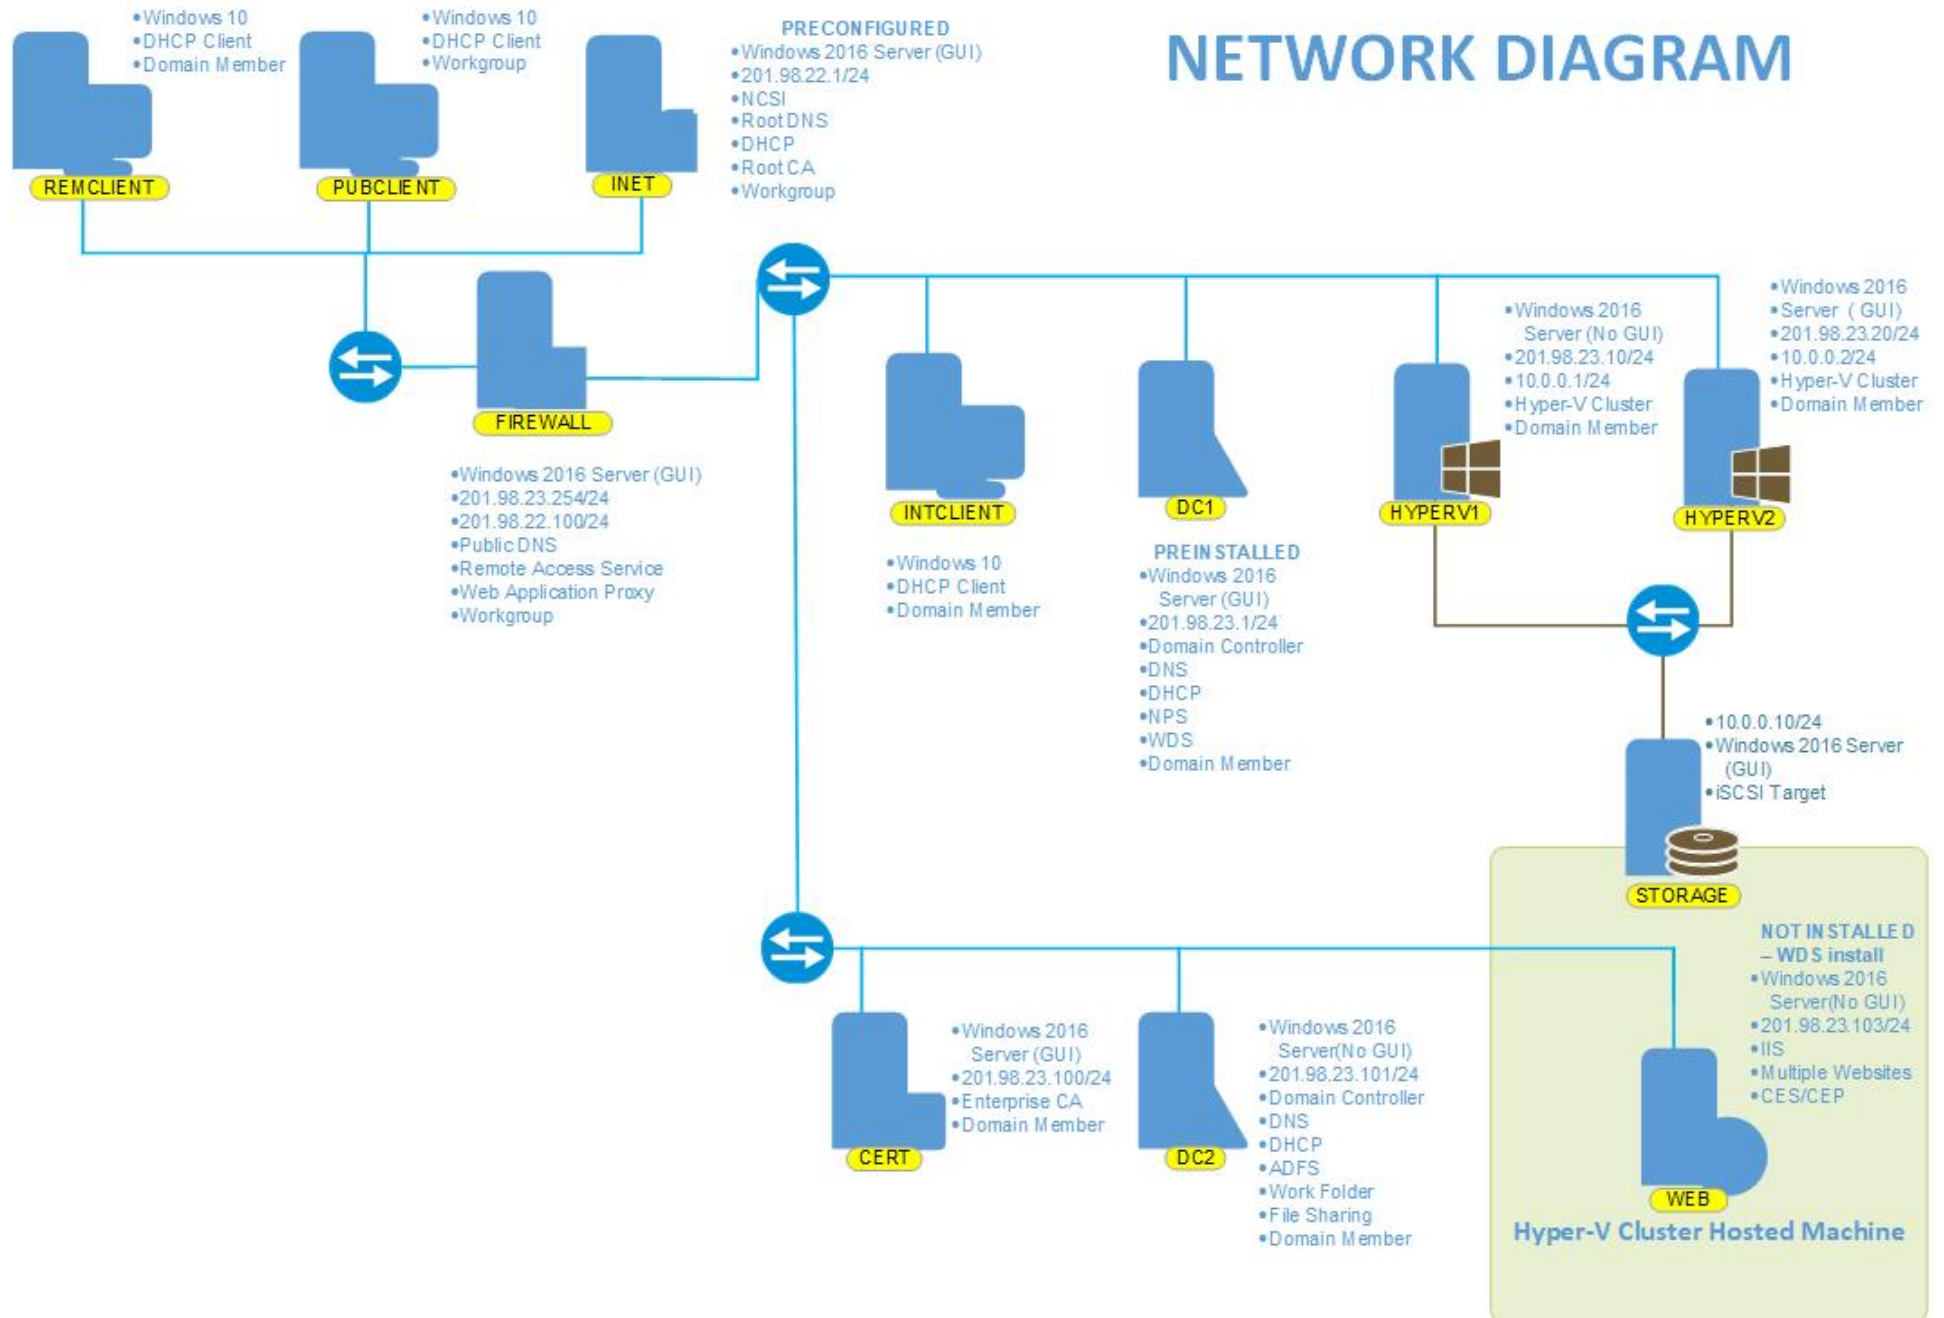 NETWORK DIAGRAM
•Windows 10
•DHCP Client
•Domain Member
REMCLIENT
•Windows 10
•DHCP Client
•Workgroup
PUBCLIENT
PRECONFIGURED
•Windows 2016 Server (GUI)
•201.98.22.1/24
•NCSI
•Root DNS
•DHCP
•Root CA
•Workgroup
INET
FIREWALL
•Windows 2016 Server (GUI)
•201.98.23.254/24
•201.98.22.100/24
•Public DNS
•Remote Access Service
•Web Application Proxy
•Workgroup
INTCLIENT
•Windows 10
•DHCP Client
•Domain Member
DC1
PREINSTALLED
•Windows 2016
Server (GUI)
•201.98.23.1/24
•Domain Controller
•DNS
•DHCP
•NPS
•WDS
•Domain Member
•Windows 2016
Server (No GUI)
•201.98.23.10/24
•10.0.0.1/24
•Hyper-V Cluster
•Domain Member
HYPERV1
•Windows 2016
•Server ( GUI)
•201.98.23.20/24
•10.0.0.2/24
•Hyper-V Cluster
•Domain Member
HYPERV2
•10.0.0.10/24
•Windows 2016 Server
(GUI)
•iSCSI Target
STORAGE
•Windows 2016
Server (GUI)
•201.98.23.100/24
•Enterprise CA
•Domain Member
CERT
•Windows 2016
Server(No GUI)
•201.98.23.101/24
•Domain Controller
•DNS
•DHCP
•ADFS
•Work Folder
•File Sharing
•Domain Member
DC2
NOT INSTALLED
– WDS install
•Windows 2016
Server(No GUI)
•201.98.23.103/24
•IIS
•Multiple Websites
•CES/CEP
WEB
Hyper-V Cluster Hosted Machine